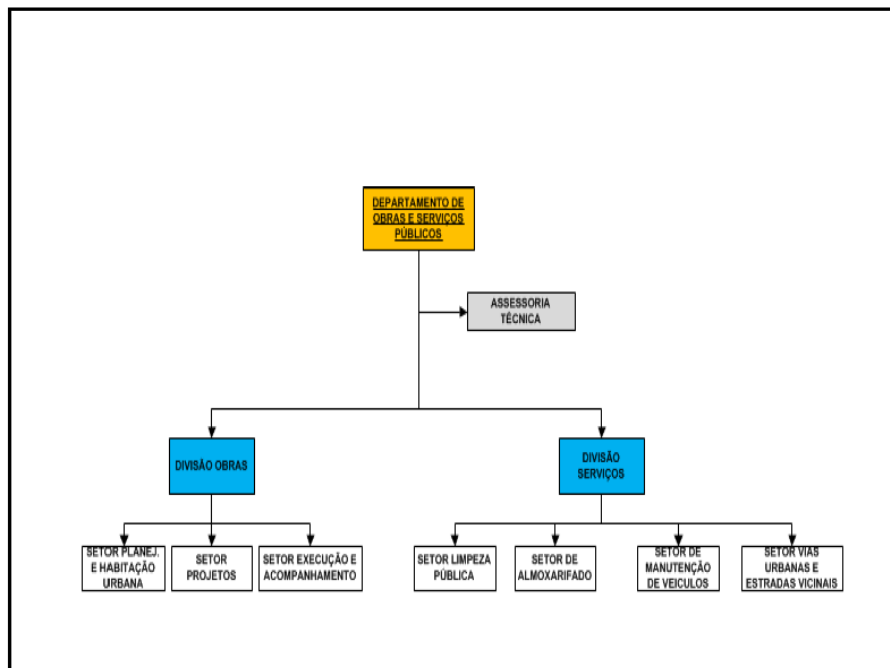 DEPARTAMENTO DE
OBRAS E SERVIÇOS
PÚBLICOS
ASSESSORIA
TÉCNICA
DIVISÃO OBRAS
DIVISÃO
SERVIÇOS
SETOR PLANEJ.
E HABITAÇÃO
URBANA
SETOR
PROJETOS
SETOR EXECUÇÃO E
ACOMPANHAMENTO
SETOR LIMPEZA
PÚBLICA
SETOR DE
ALMOXARIFADO
SETOR DE
MANUTENÇÃO
DE VEICULOS
SETOR VIAS
URBANAS E
ESTRADAS VICINAIS